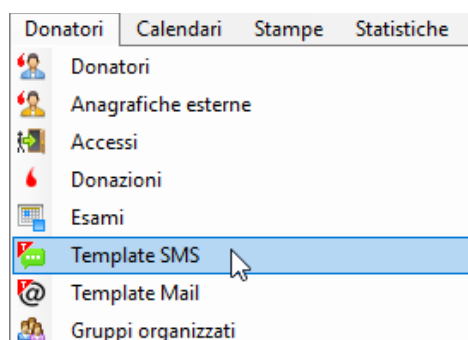 Donatori Calendari Stampe Statistiche
Donatori
Anagrafiche esterne
Accessi
Donazioni
Esami
Template SMS
Template Mail
Gruppi organizzati